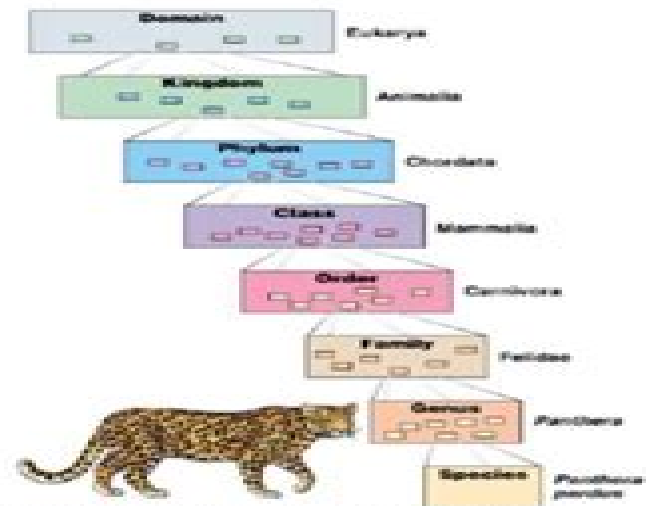 Domain
Eukarya
Kingdom
Animalia
Phylum
Chordata
Class
Mammalia
Order
Carnivora
Family
Felidae
Genus
Panthera
Species
Panthera
pardus